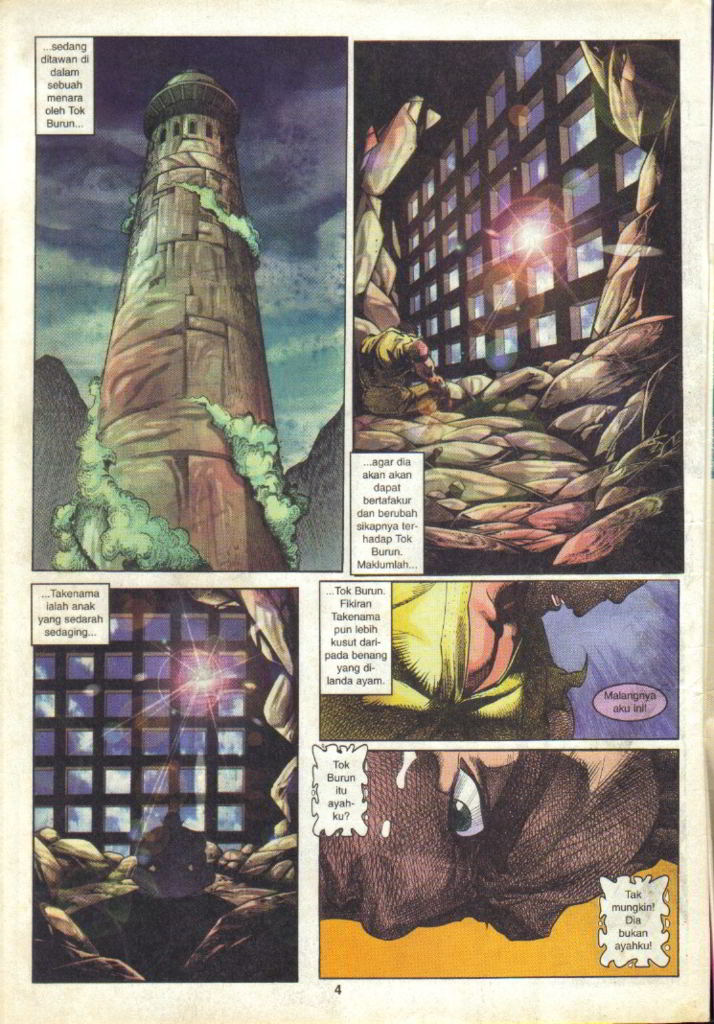 ...sedang
ditawan di
dalam
sebuah
menara
oleh Tok
Burun...
...agar dia
akan akan
dapat
bertafakur
dan berubah
sikapnya ter-
hadap Tok
Burun.
Maklumlah...
...Takenama
ialah anak
yang sedarah
sedaging...
...Tok Burun.
Fikiran
Takenama
pun lebih
kusut dari-
pada benang
yang di-
landa ayam.
Malangnya
aku ini!
Tok
Burun
itu
ayah-
ku?
Tak
mungkin!
Dia
bukan
ayahku!
4